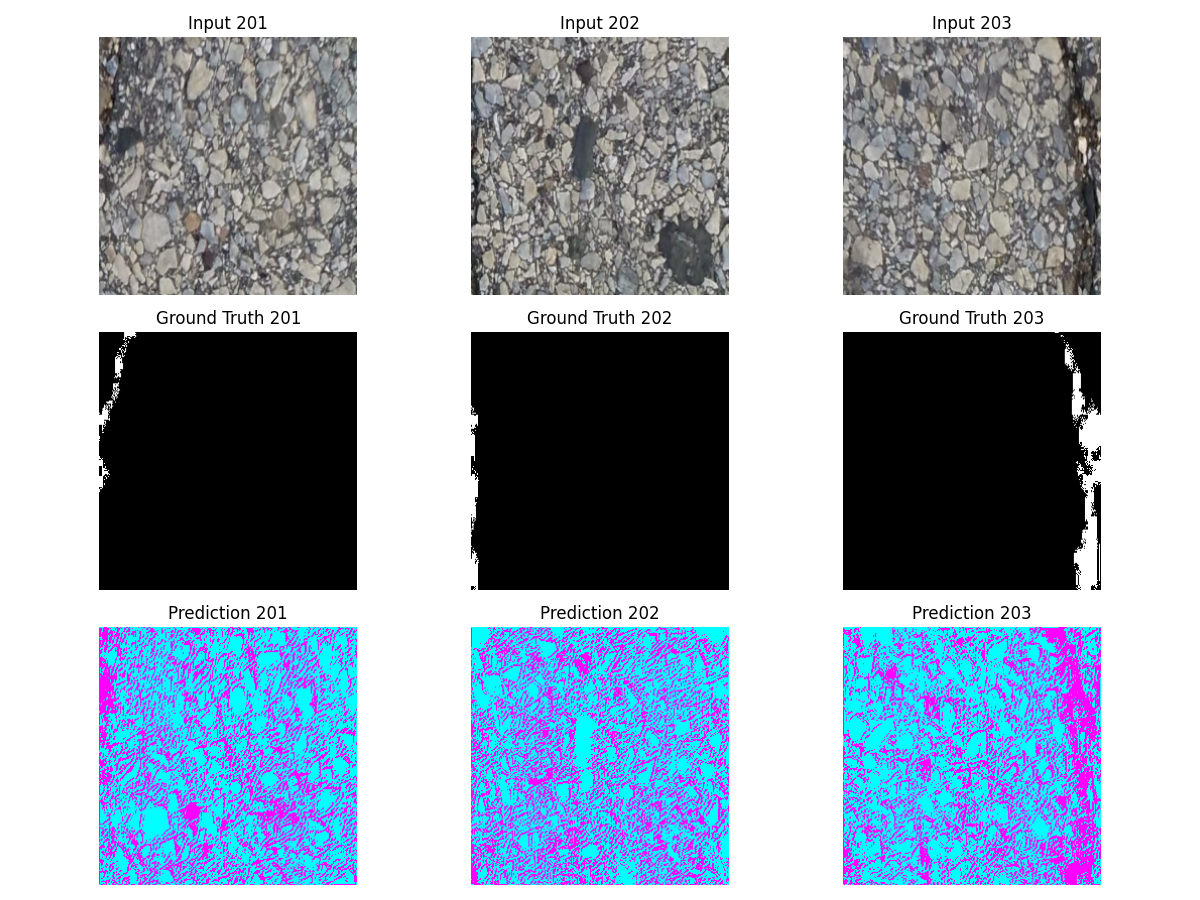 Input 201
Input 202
Input 203
Ground Truth 201
Ground Truth 202
Ground Truth 203
Prediction 201
Prediction 202
Prediction 203